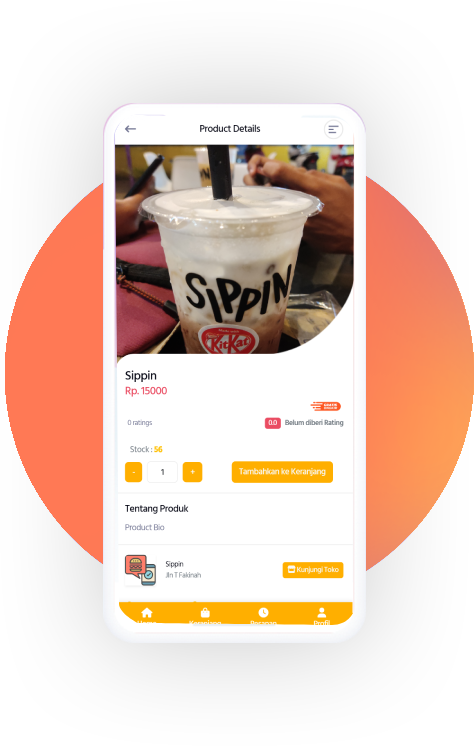 Product Details
SIPPIN
KitKat
Sippin
Rp. 15000
GRATIS
ONGKIR
0 ratings
0.0 Belum diberi Rating
Stock : 56
- 1 + Tambahkan ke Keranjang
Tentang Produk
Product Bio
Sippin
Jln T Fakinah
Kunjungi Toko
Home Keranjang Pesanan Profil